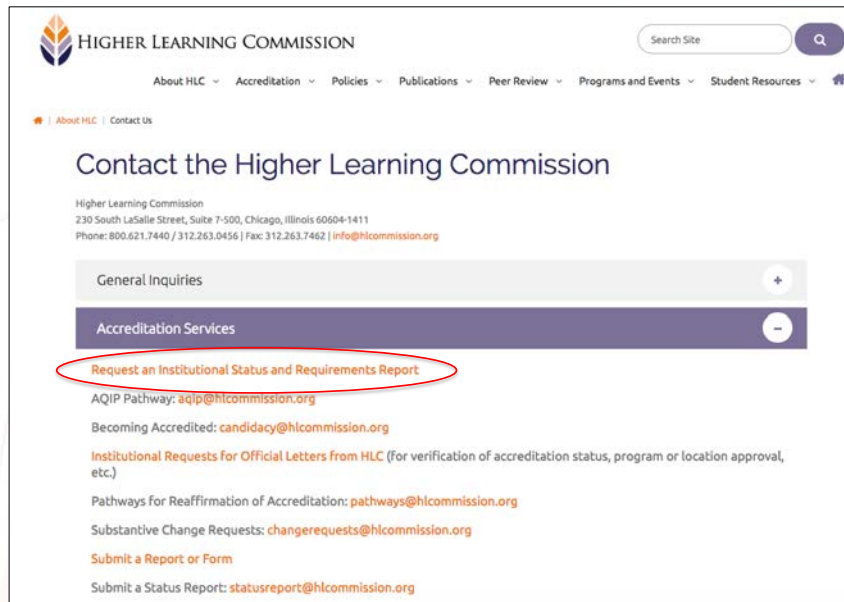 HIGHER LEARNING COMMISSION
Search Site
About HLC Accreditation Policies Publications Peer Review Programs and Events Student Resources
| About HLC | Contact Us
Contact the Higher Learning Commission
Higher Learning Commission
230 South LaSalle Street, Suite 7-500, Chicago, Illinois 60604-1411
Phone: 800.621.7440 / 312.263.0456 | Fax: 312.263.7462 | info@hlcommission.org
General Inquiries +
Accreditation Services −
Request an Institutional Status and Requirements Report
AQIP Pathway: aqip@hlcommission.org
Becoming Accredited: candidacy@hlcommission.org
Institutional Requests for Official Letters from HLC (for verification of accreditation status, program or location approval,
etc.)
Pathways for Reaffirmation of Accreditation: pathways@hlcommission.org
Substantive Change Requests: changerequests@hlcommission.org
Submit a Report or Form
Submit a Status Report: statusreport@hlcommission.org